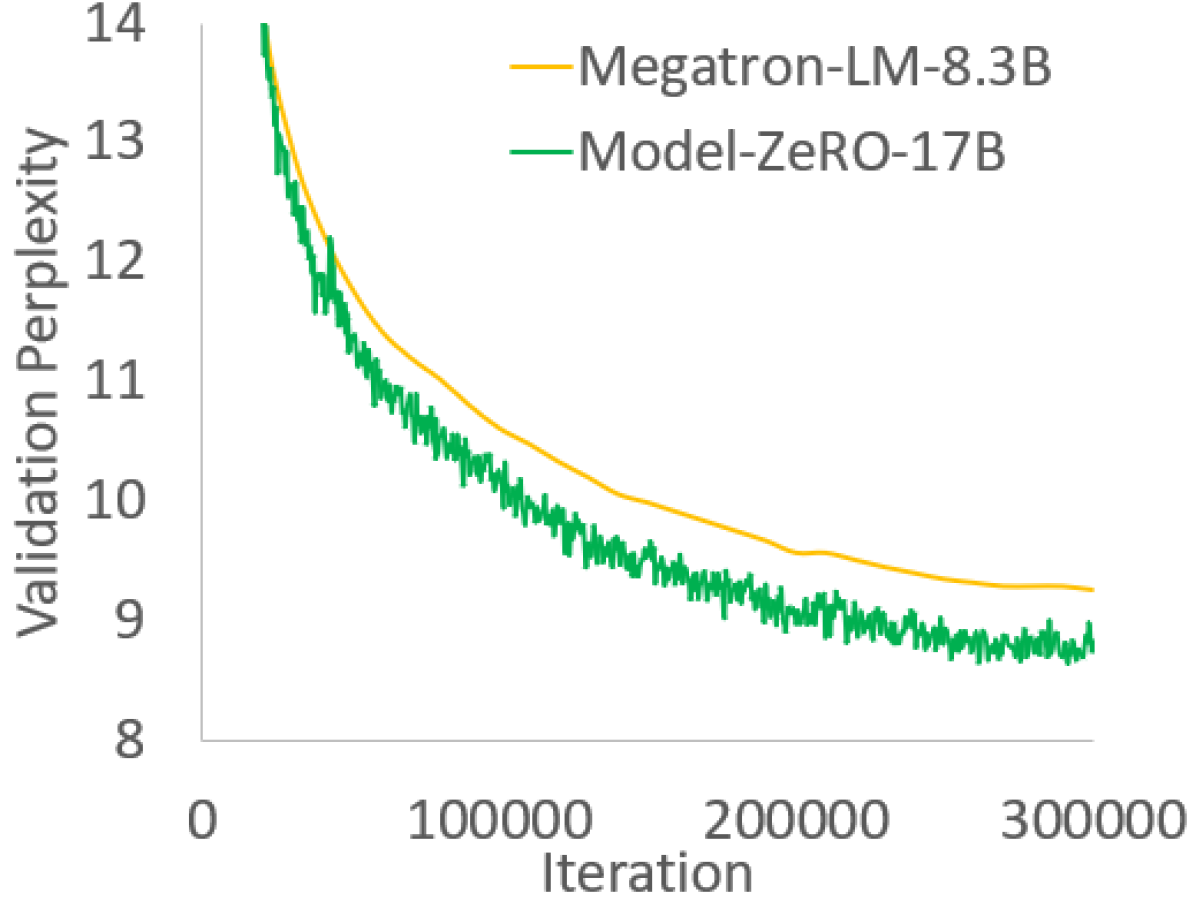 14
Megatron-LM-8.3B
13
Model-ZeRO-17B
12
11
10
9
8
Validation Perplexity
0 100000 200000 300000
Iteration